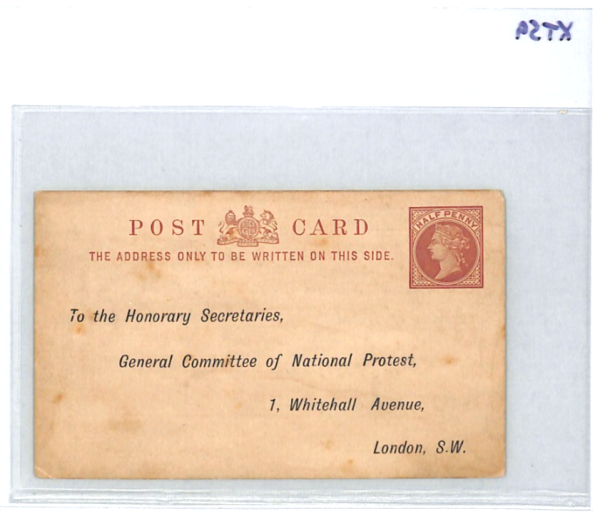 POST CARD
HALF PENNY
THE ADDRESS ONLY TO BE WRITTEN ON THIS SIDE.
To the Honorary Secretaries,
General Committee of National Protest,
1, Whitehall Avenue,
London, S.W.